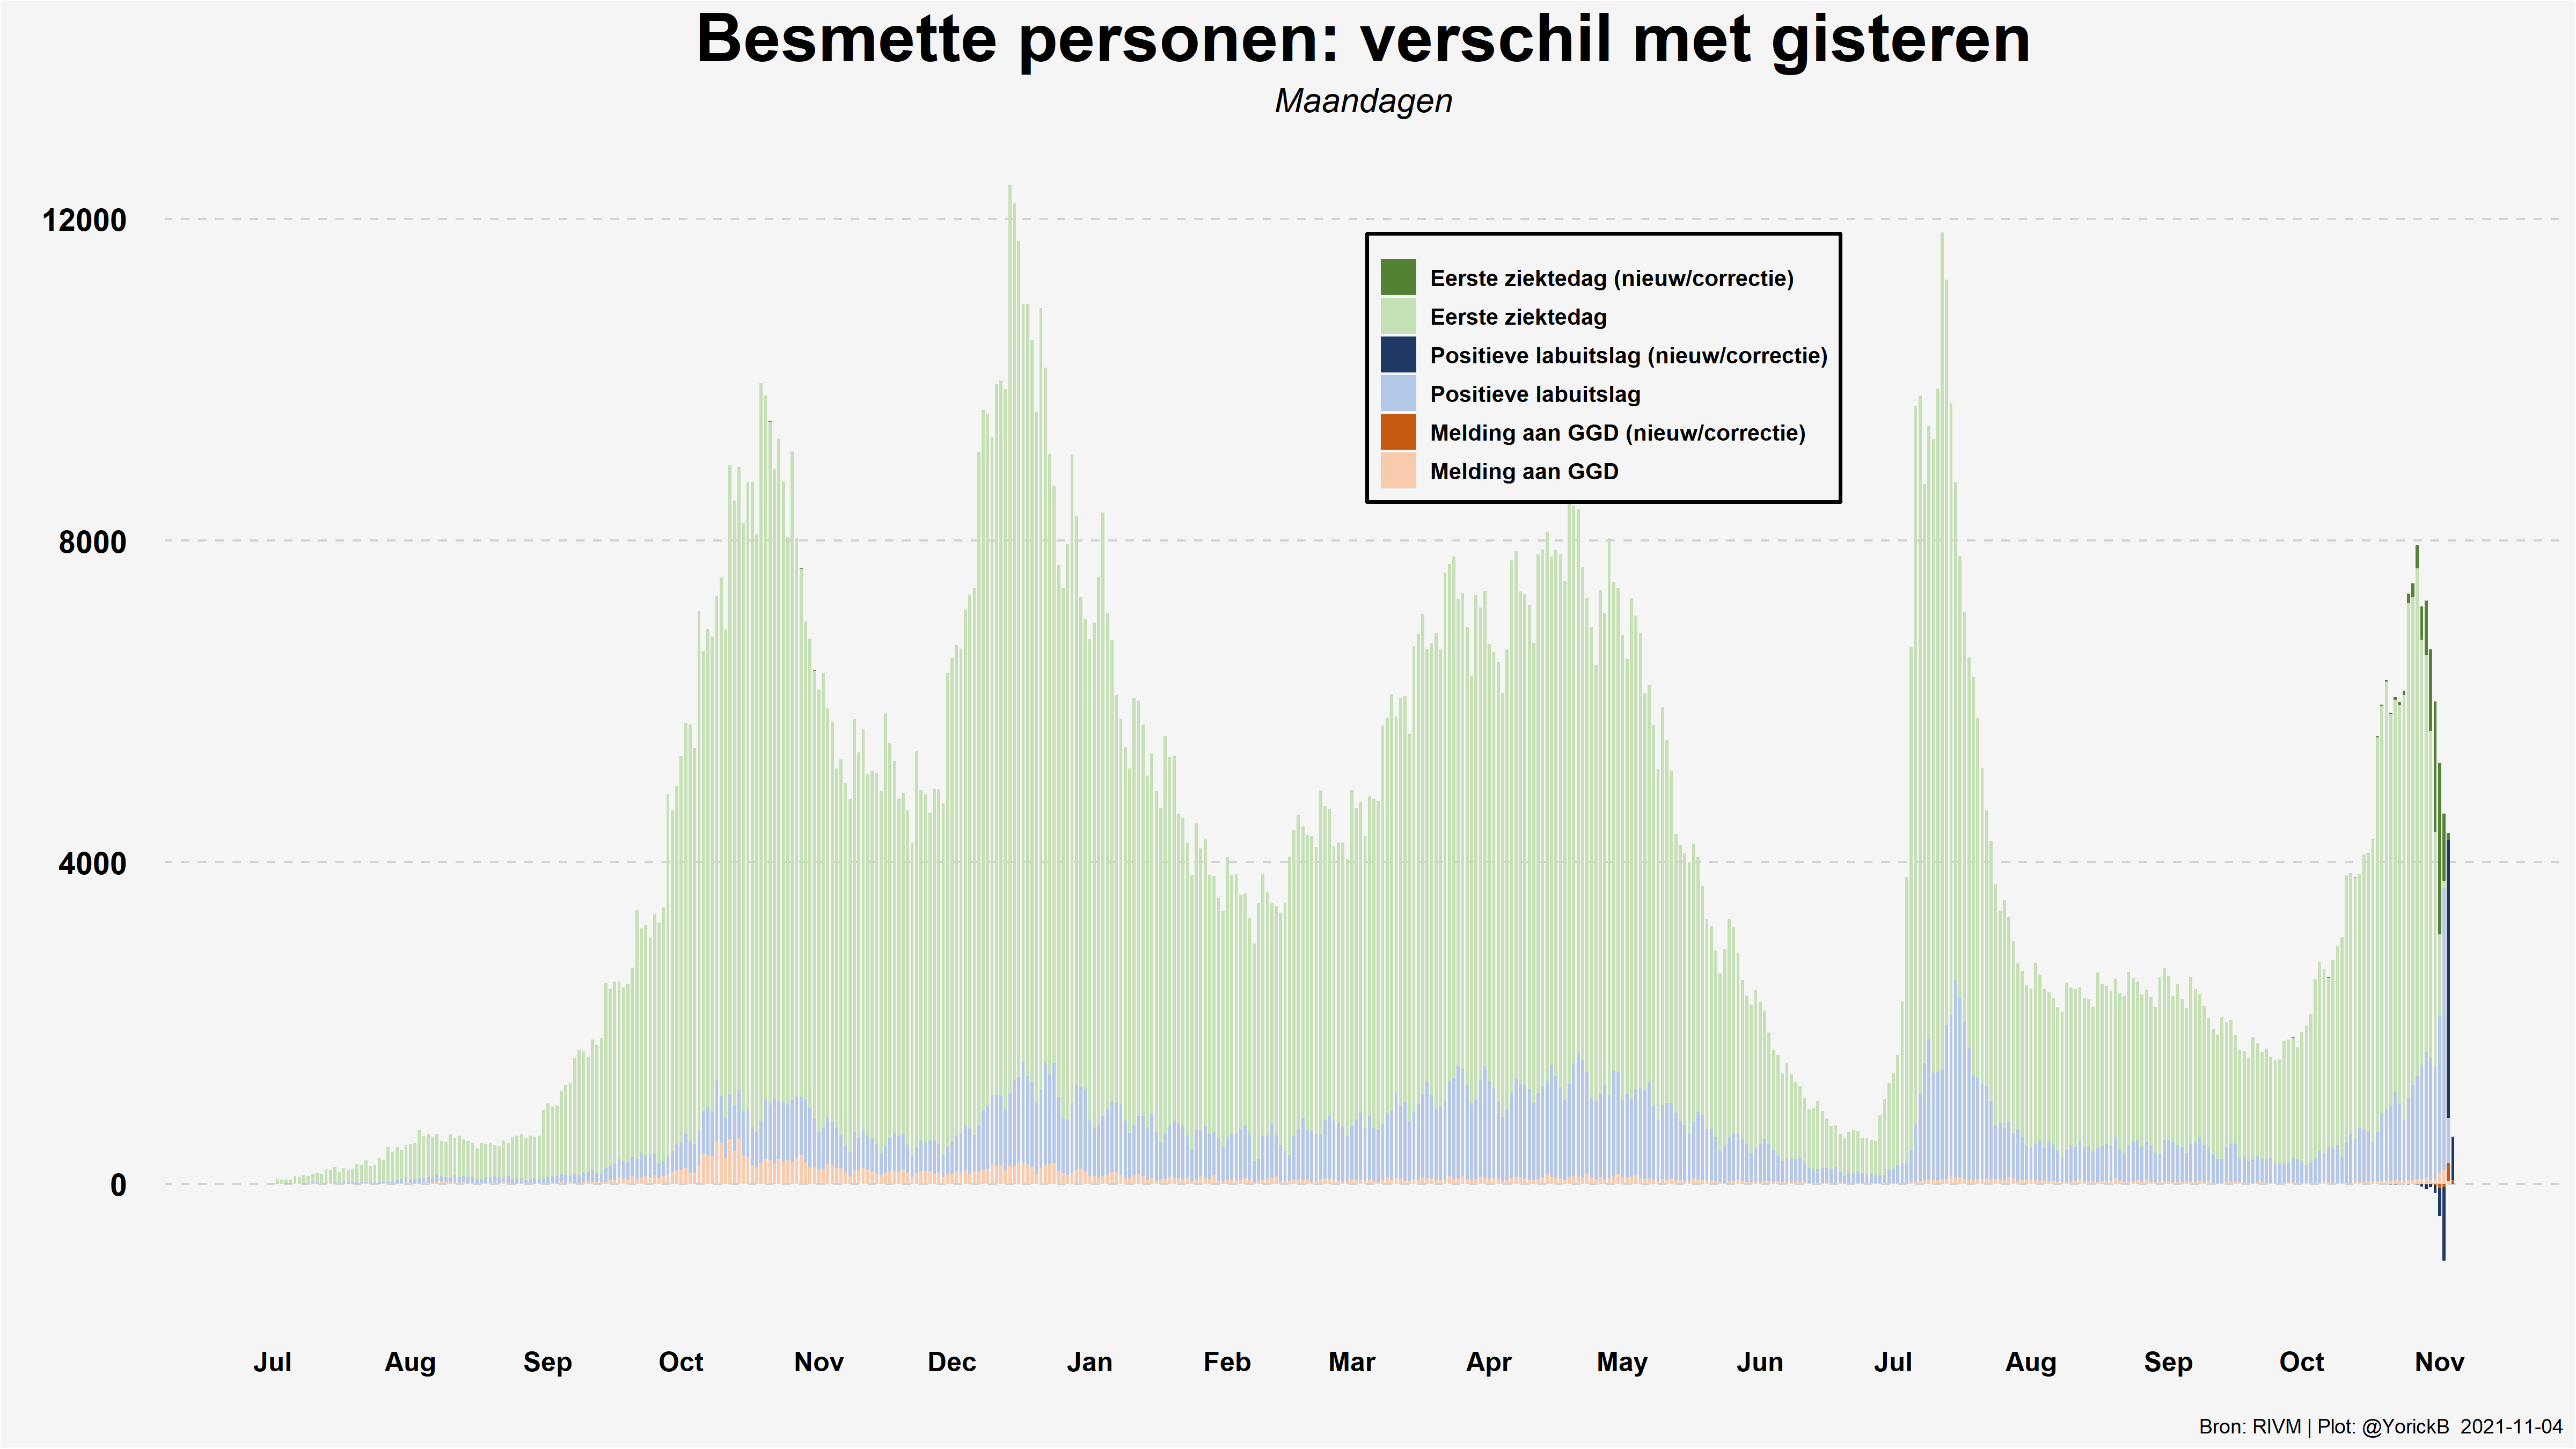 Besmette personen: verschil met gisteren
Maandagen
12000
8000
4000
0
Eerste ziektedag (nieuw/correctie)
Eerste ziektedag
Positieve labuitslag (nieuw/correctie)
Positieve labuitslag
Melding aan GGD (nieuw/correctie)
Melding aan GGD
Jul Aug Sep Oct Nov Dec Jan Feb Mar Apr May Jun Jul Aug Sep Oct Nov
Bron: RIVM | Plot: @YorickB  2021-11-04